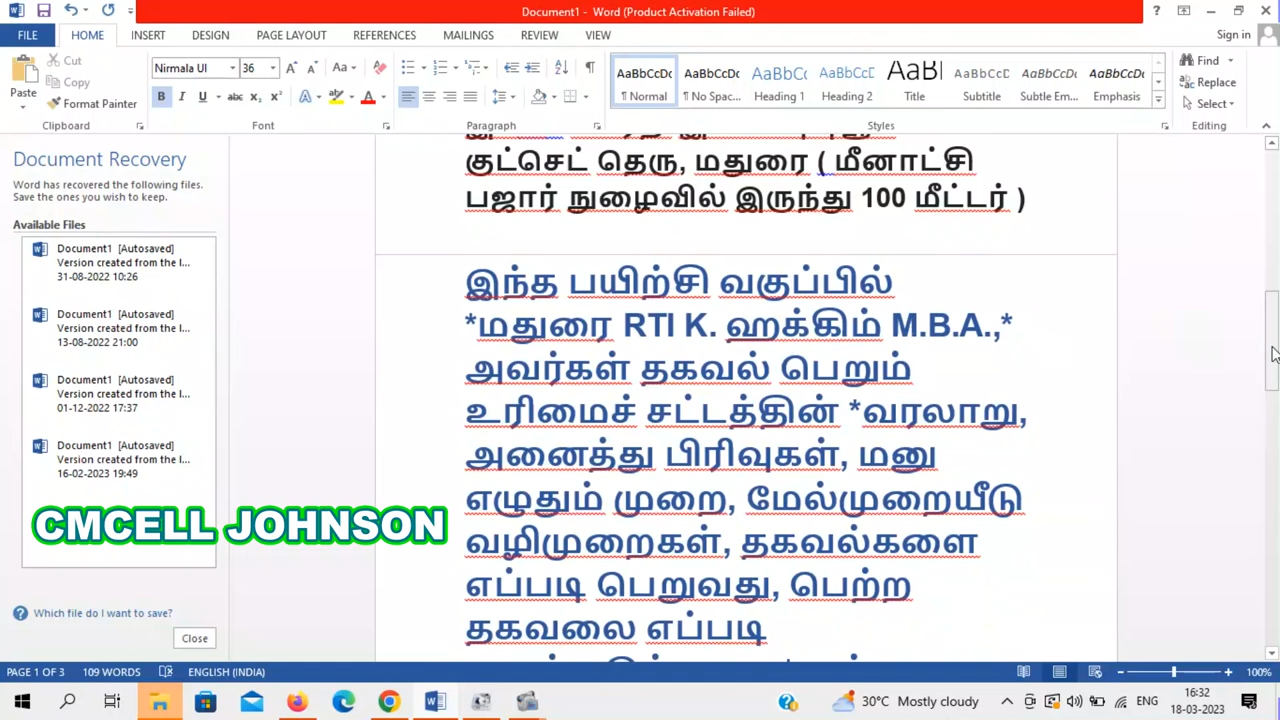 Document1 - Word (Product Activation Failed)
FILE HOME INSERT DESIGN PAGE LAYOUT REFERENCES MAILINGS REVIEW VIEW Sign in
Paste
Cut
Copy
Format Painter
Nirmala UI 36
AaBbCcDc AaBbCcDc AaBbCc AaBbCcC AaBl AaBbCcD AaBbCcDc AaBbCcDc
¶ Normal ¶ No Spac... Heading 1 Heading 2 Title Subtitle Subtle Em... Emphasis
Find
Replace
Select
Clipboard Font Paragraph Styles Editing
Document Recovery
Word has recovered the following files.
Save the ones you wish to keep.
Available Files
Document1 [Autosaved]
Version created from the l...
31-08-2022 10:26
Document1 [Autosaved]
Version created from the l...
13-08-2022 21:00
Document1 [Autosaved]
Version created from the l...
01-12-2022 17:37
Document1 [Autosaved]
Version created from the l...
16-02-2023 19:49
CMCELL JOHNSON
Which file do I want to save?
Close
குட்செட் தெரு, மதுரை ( மீனாட்சி
பஜார் நுழைவில் இருந்து 100 மீட்டர் )
இந்த பயிற்சி வகுப்பில்
*மதுரை RTI K. ஹக்கிம் M.B.A.,*
அவர்கள் தகவல் பெறும்
உரிமைச் சட்டத்தின் *வரலாறு,
அனைத்து பிரிவுகள், மனு
எழுதும் முறை, மேல்முறையீடு
வழிமுறைகள், தகவல்களை
எப்படி பெறுவது, பெற்ற
தகவலை எப்படி
PAGE 1 OF 3 109 WORDS ENGLISH (INDIA) 100%
30°C Mostly cloudy ENG 16:32
18-03-2023